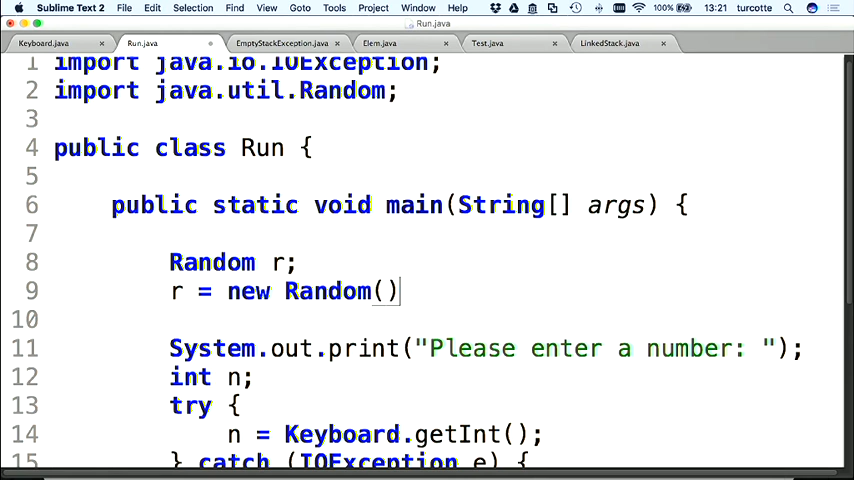 Sublime Text 2 File Edit Selection Find View Goto Tools Project Window Help 100% 13:21 turcotte
Run.java
Keyboard.java Run.java EmptyStackException.java Elem.java Test.java LinkedStack.java
1 import java.io.IOException;
2 import java.util.Random;
3
4 public class Run {
5
6 public static void main(String[] args) {
7
8 Random r;
9 r = new Random()
10
11 System.out.print("Please enter a number: ");
12 int n;
13 try {
14 n = Keyboard.getInt();
15 } catch (IOException e) {